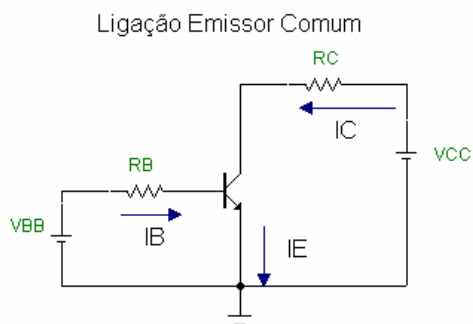 Ligação Emissor Comum
RC
IC
VCC
RB
VBB
IB
IE